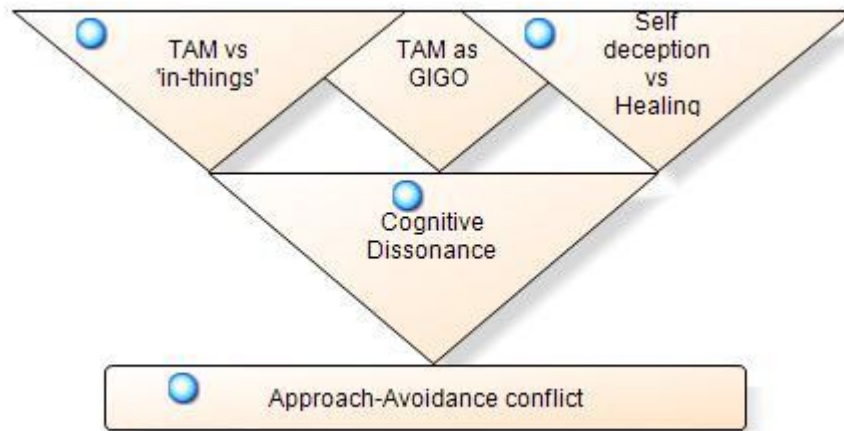 TAM vs
'in-things'
TAM as
GIGO
Self
deception
vs
Healing
Cognitive
Dissonance
Approach-Avoidance conflict